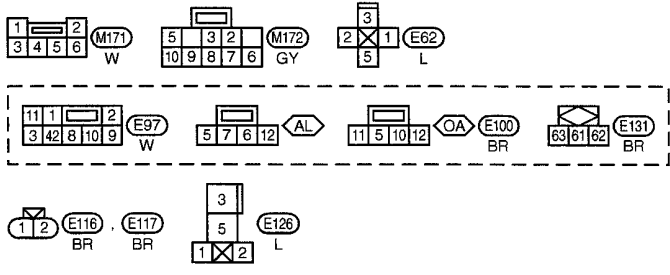 1 2 M171
3 4 5 6 W
5 3 2 M172
10 9 8 7 6 GY
3
2 1 E62
5 L
11 1 2 E97
3 42 8 10 9 W
5 7 6 12 AL
11 5 10 12 OA E100
BR
63 61 62 E131
BR
1 2 E116 , E117
BR BR
3
5 E126
1 2 L